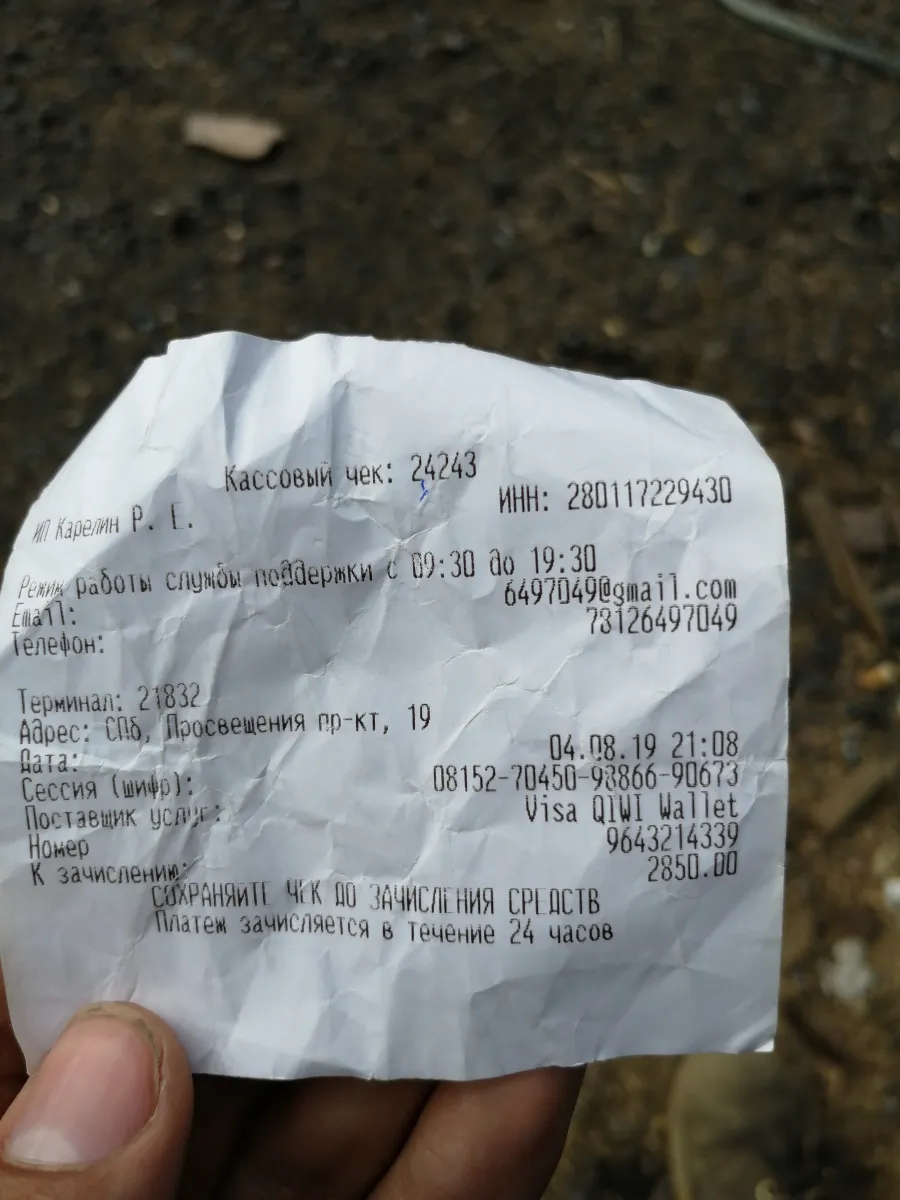 Кассовый чек: 24243
ИП Карелин Р. Е. ИНН: 280117229430
Режим работы службы поддержки с 09:30 до 19:30
Email: 6497049@gmail.com
Телефон: 78126497049
Терминал: 21832
Адрес: СПб, Просвещения пр-кт, 19
Дата: 04.08.19 21:08
Сессия (шифр): 08152-70450-98866-90673
Поставщик услуг: Visa QIWI Wallet
Номер 9643214339
К зачислению: 2850.00
СОХРАНЯЙТЕ ЧЕК ДО ЗАЧИСЛЕНИЯ СРЕДСТВ
Платеж зачисляется в течение 24 часов